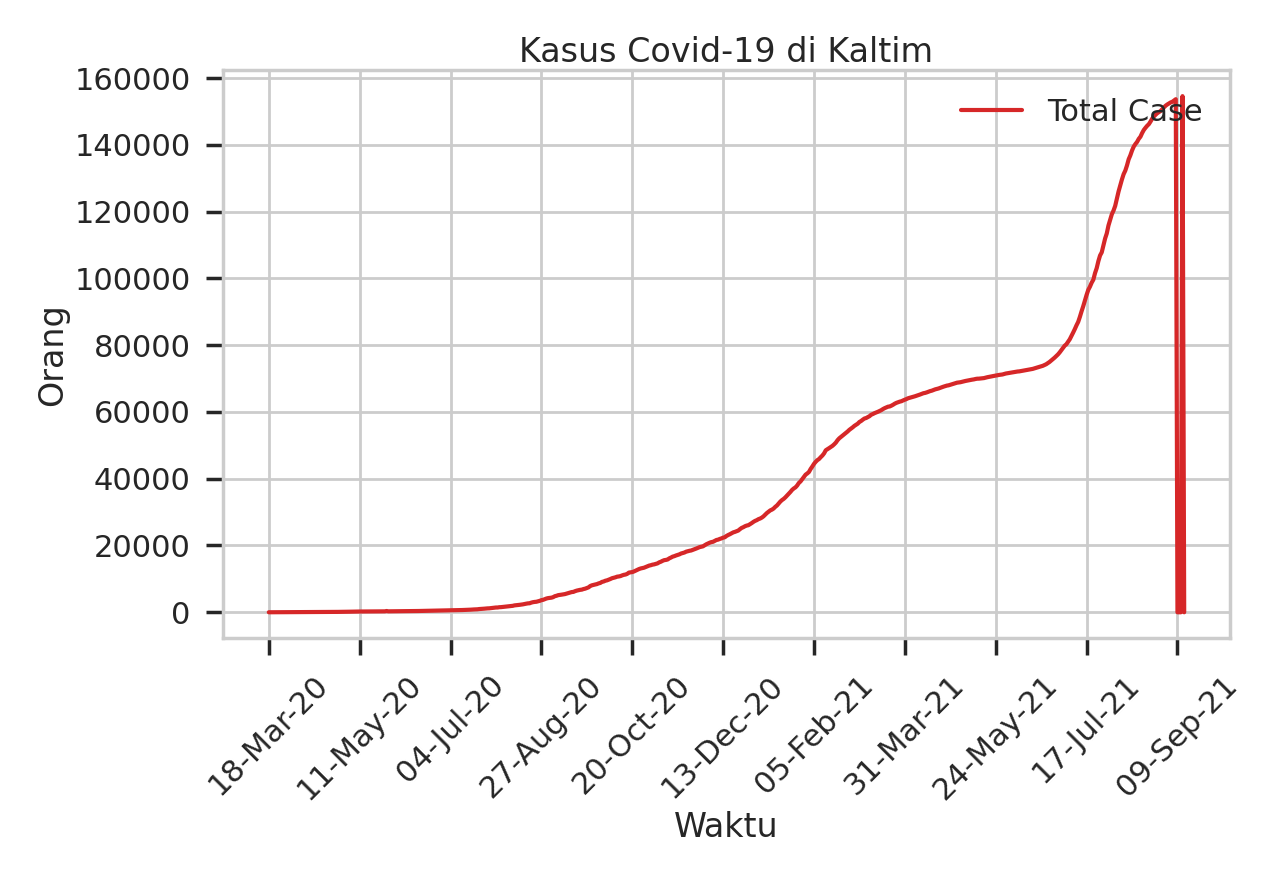 Kasus Covid-19 di Kaltim
Total Case
Orang
160000
140000
120000
100000
80000
60000
40000
20000
0
18-Mar-20
11-May-20
04-Jul-20
27-Aug-20
20-Oct-20
13-Dec-20
05-Feb-21
31-Mar-21
24-May-21
17-Jul-21
09-Sep-21
Waktu